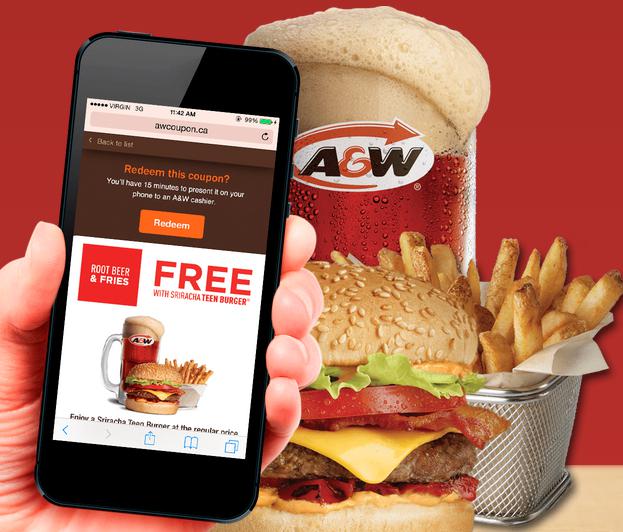 VIRGIN 3G 11:42 AM 99%
awcoupon.ca
Back to list
Redeem this coupon?
You'll have 15 minutes to present it on your
phone to an A&W cashier.
Redeem
ROOT BEER
& FRIES
FREE
WITH SRIRACHA TEEN BURGER®
A&W
Enjoy a Sriracha Teen Burger at the regular price
A&W®